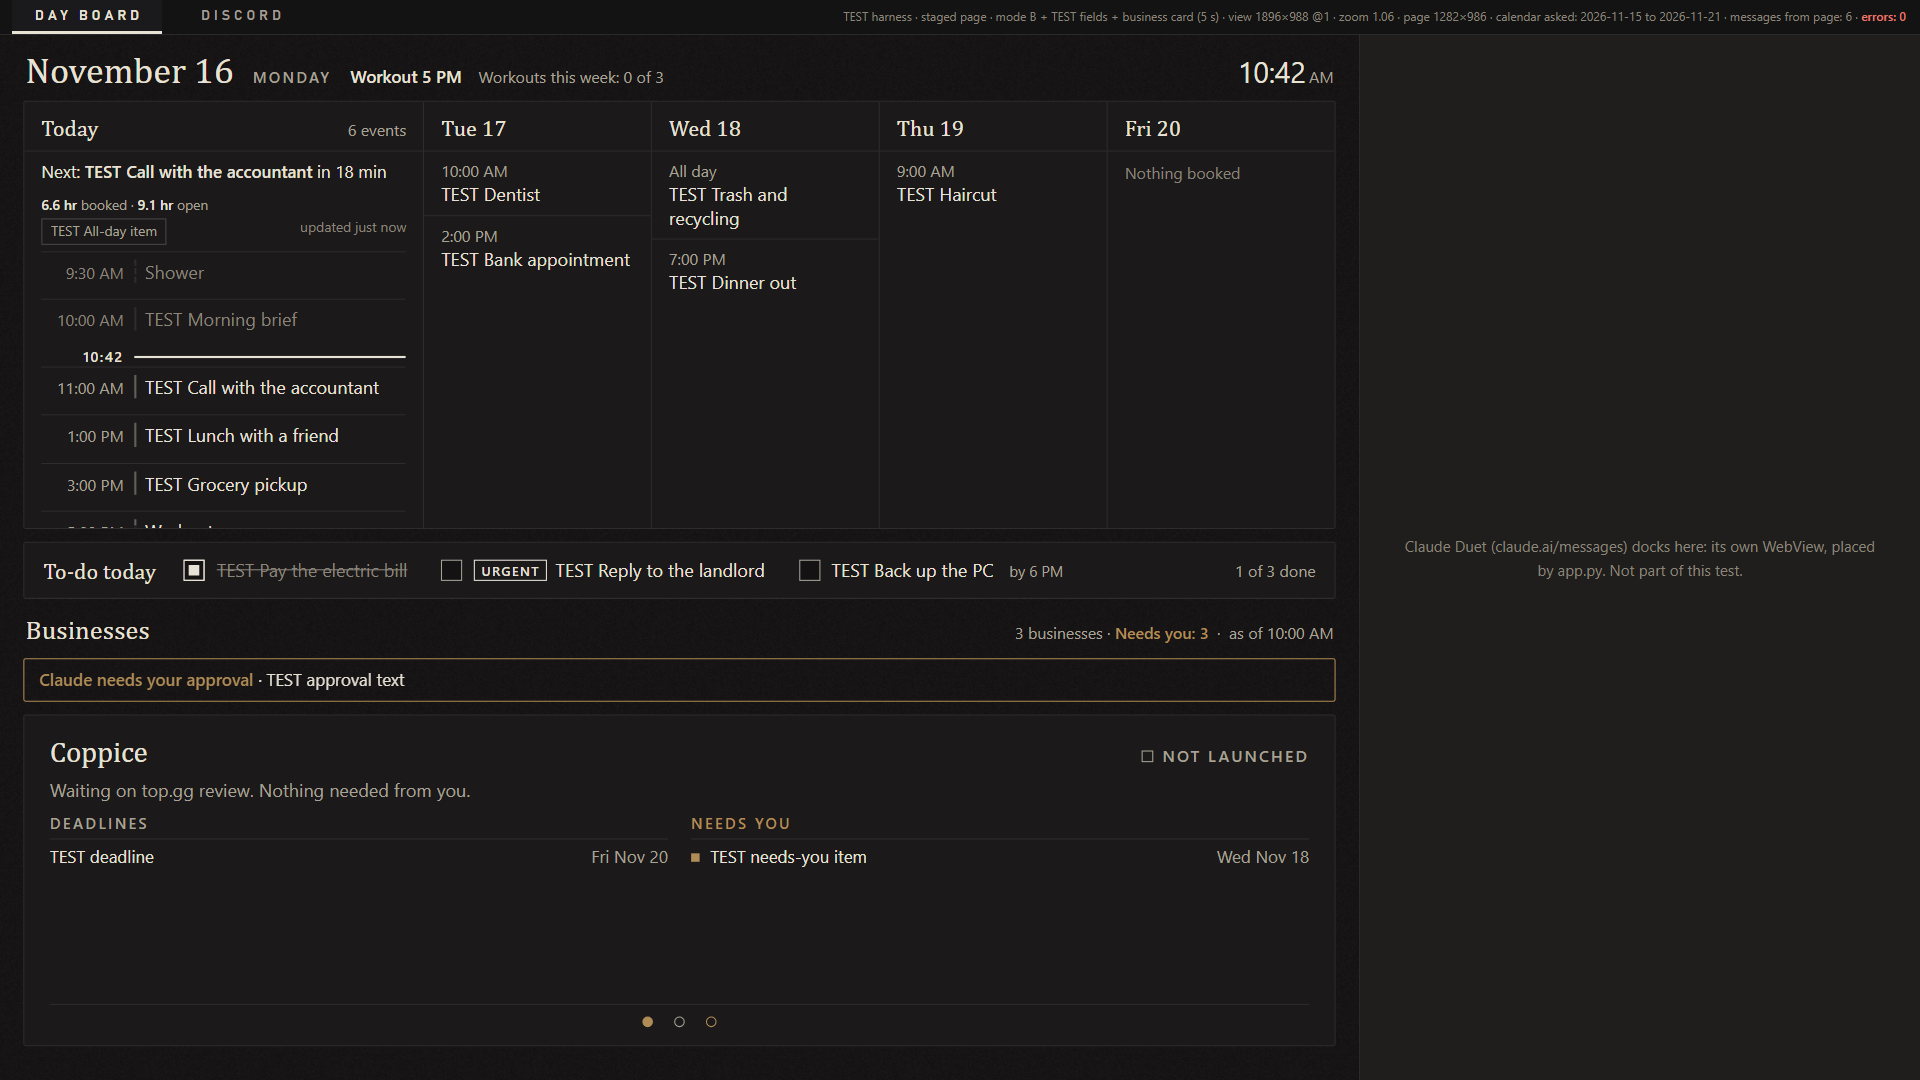 DAY BOARD
DISCORD
TEST harness · staged page · mode B + TEST fields + business card (5 s) · view 1896×988 @1 · zoom 1.06 · page 1282×986 · calendar asked: 2026-11-15 to 2026-11-21 · messages from page: 6 · errors: 0
November 16 MONDAY Workout 5 PM Workouts this week: 0 of 3
10:42 AM
Today 6 events
Next: TEST Call with the accountant in 18 min
6.6 hr booked · 9.1 hr open
TEST All-day item
updated just now
9:30 AM Shower
10:00 AM TEST Morning brief
10:42
11:00 AM TEST Call with the accountant
1:00 PM TEST Lunch with a friend
3:00 PM TEST Grocery pickup
Tue 17
10:00 AM
TEST Dentist
2:00 PM
TEST Bank appointment
Wed 18
All day
TEST Trash and
recycling
7:00 PM
TEST Dinner out
Thu 19
9:00 AM
TEST Haircut
Fri 20
Nothing booked
To-do today
TEST Pay the electric bill
URGENT TEST Reply to the landlord
TEST Back up the PC by 6 PM
1 of 3 done
Businesses
3 businesses · Needs you: 3 · as of 10:00 AM
Claude needs your approval · TEST approval text
Coppice
NOT LAUNCHED
Waiting on top.gg review. Nothing needed from you.
DEADLINES
TEST deadline Fri Nov 20
NEEDS YOU
TEST needs-you item Wed Nov 18
Claude Duet (claude.ai/messages) docks here: its own WebView, placed
by app.py. Not part of this test.